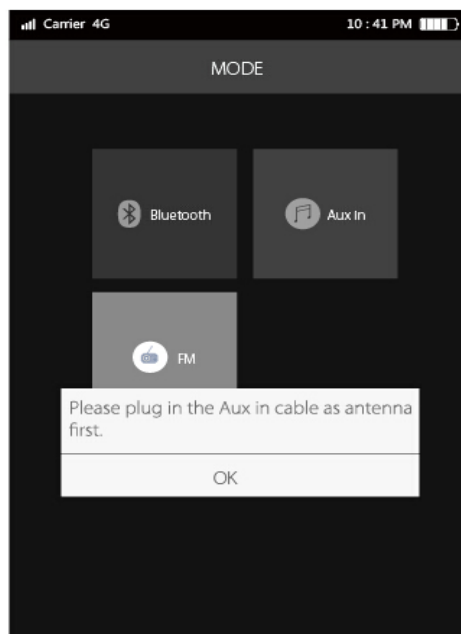 Carrier 4G 10:41 PM
MODE
Bluetooth Aux In
FM
Please plug in the Aux in cable as antenna
first.
OK